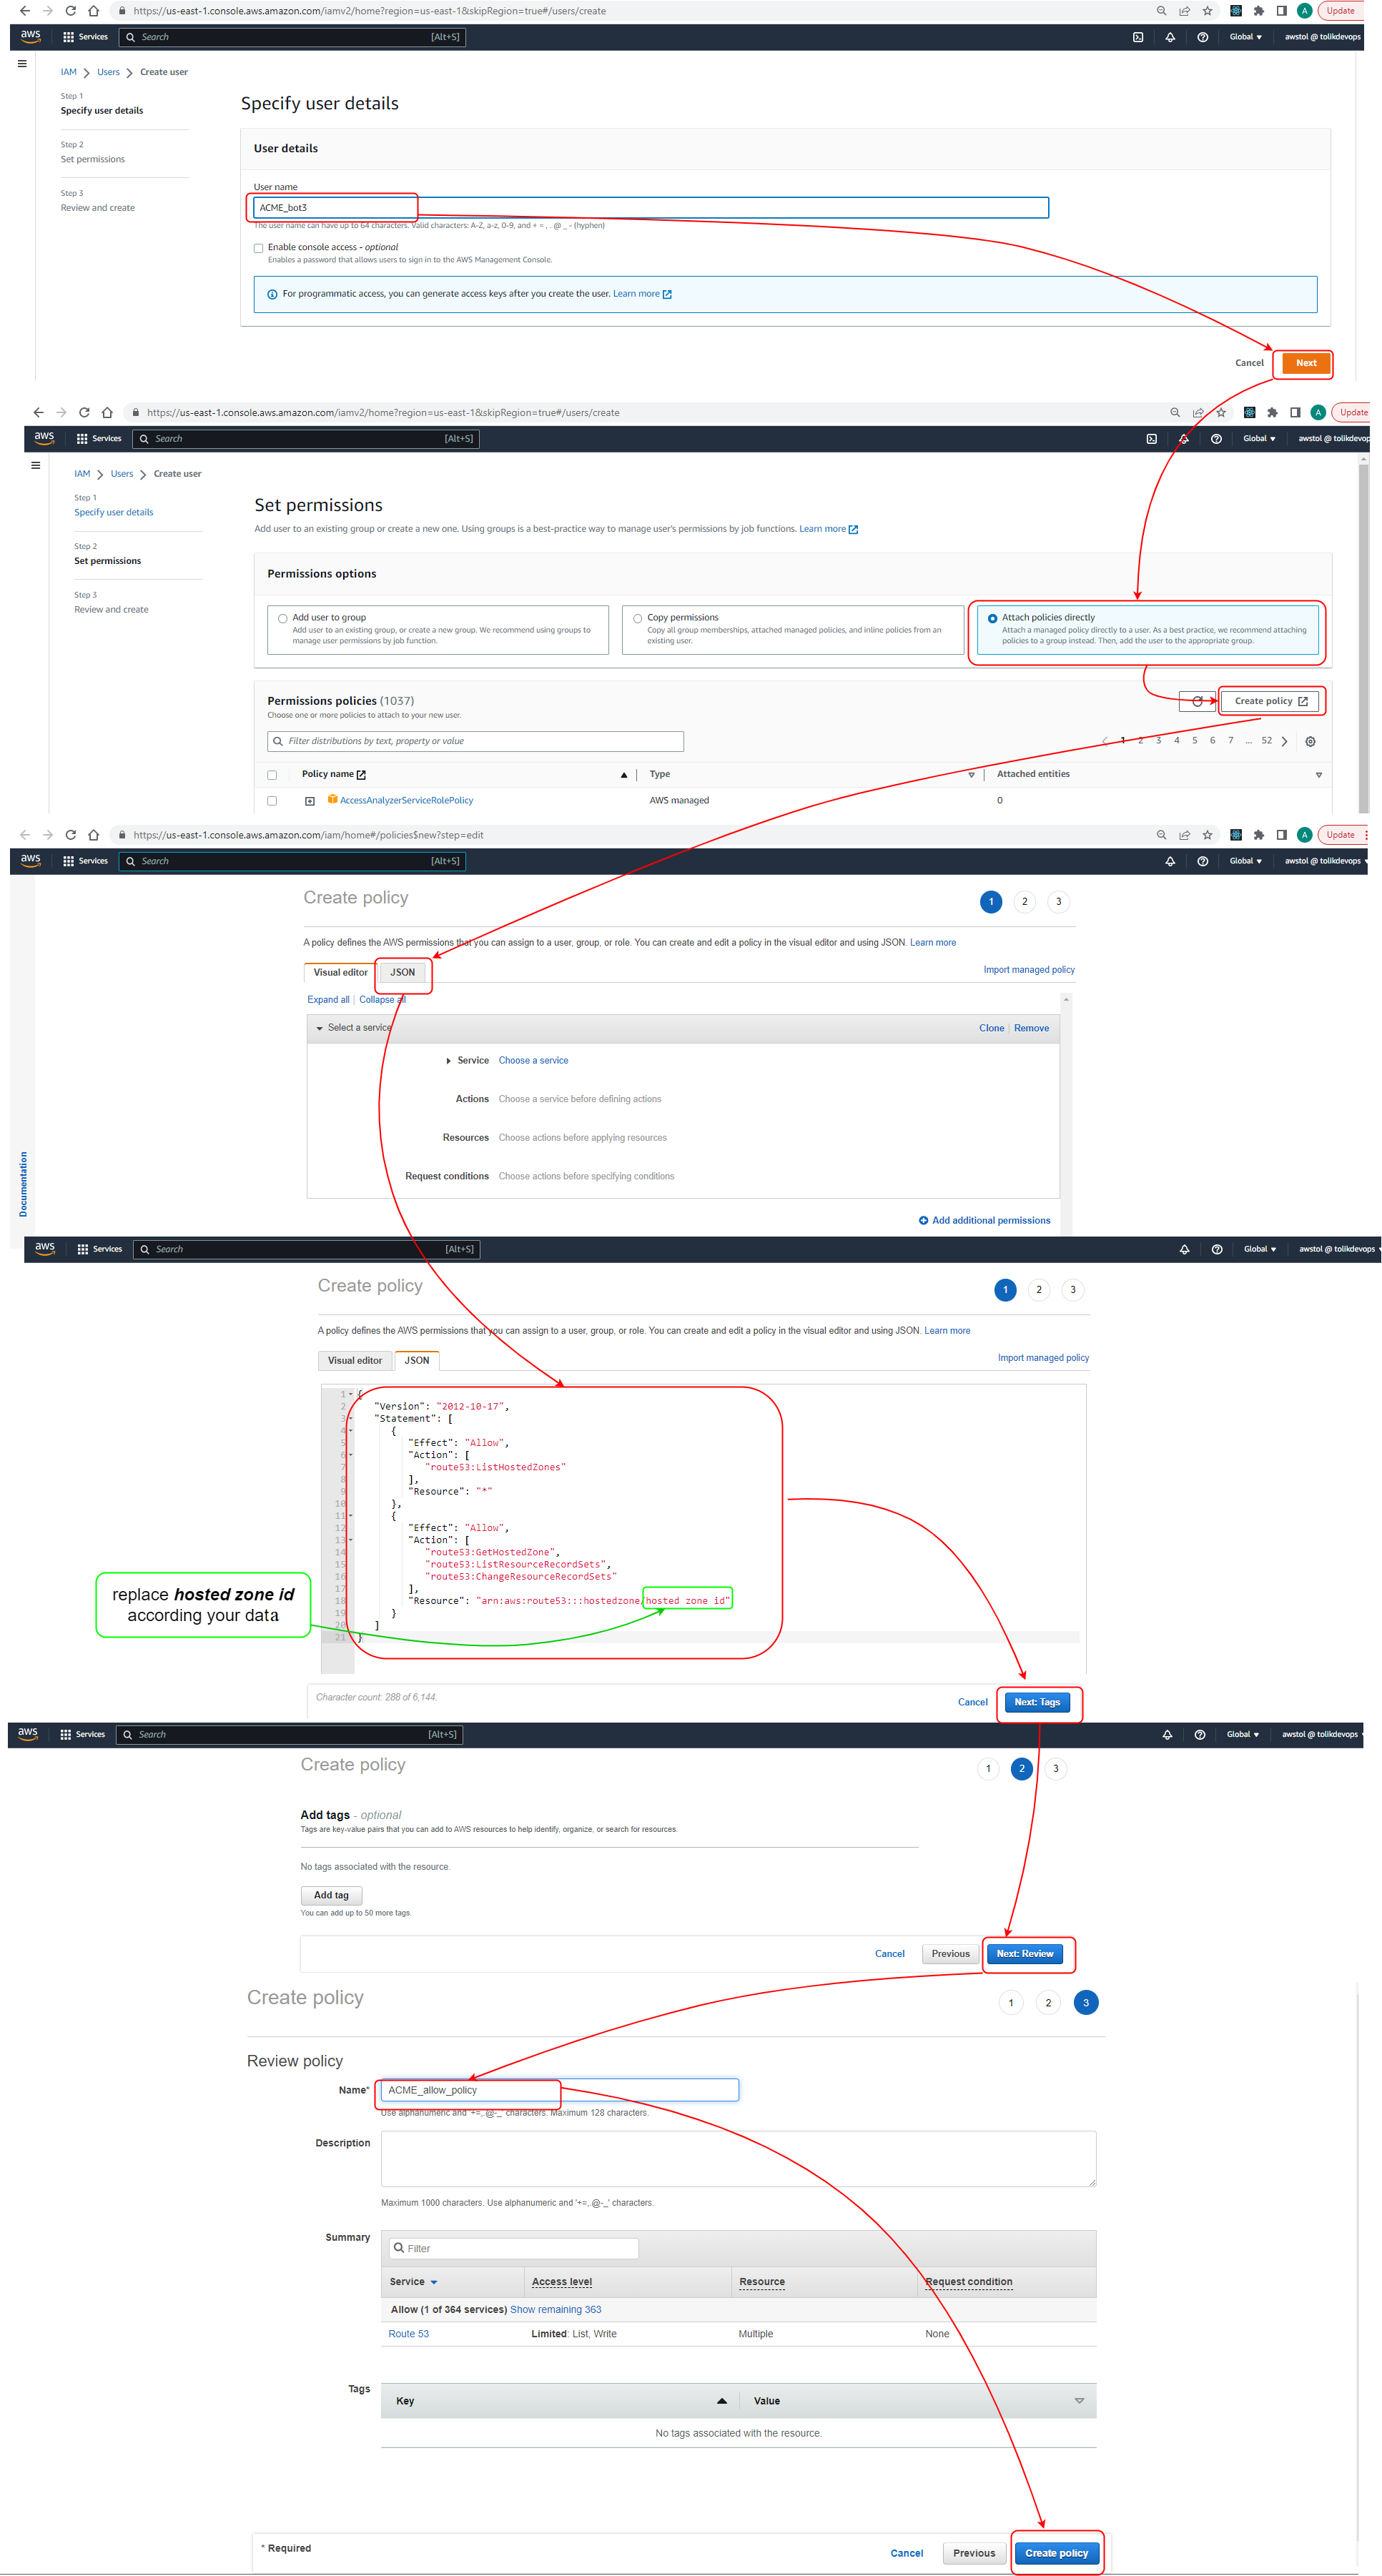 https://us-east-1.console.aws.amazon.com/iamv2/home?region=us-east-1&skipRegion=true#/users/create
A
Update
aws
Services
Search
[Alt+S]
Global
awstol @ tolikdevops
IAM > Users > Create user
Step 1
Specify user details
Step 2
Set permissions
Step 3
Review and create
Specify user details
User details
User name
ACME_bot3
The user name can have up to 64 characters. Valid characters: A-Z, a-z, 0-9, and + = , . @ _ - (hyphen)
Enable console access - optional
Enables a password that allows users to sign in to the AWS Management Console.
For programmatic access, you can generate access keys after you create the user. Learn more
Cancel
Next
https://us-east-1.console.aws.amazon.com/iamv2/home?region=us-east-1&skipRegion=true#/users/create
A
Update
aws
Services
Search
[Alt+S]
Global
awstol @ tolikdevop
IAM > Users > Create user
Step 1
Specify user details
Step 2
Set permissions
Step 3
Review and create
Set permissions
Add user to an existing group or create a new one. Using groups is a best-practice way to manage user's permissions by job functions. Learn more
Permissions options
Add user to group
Add user to an existing group, or create a new group. We recommend using groups to
manage user permissions by job function.
Copy permissions
Copy all group memberships, attached managed policies, and inline policies from an
existing user.
Attach policies directly
Attach a managed policy directly to a user. As a best practice, we recommend attaching
policies to a group instead. Then, add the user to the appropriate group.
Permissions policies (1037)
Choose one or more policies to attach to your new user.
Create policy
Filter distributions by text, property or value
1 2 3 4 5 6 7 ... 52
Policy name
Type
Attached entities
AccessAnalyzerServiceRolePolicy
AWS managed
0
https://us-east-1.console.aws.amazon.com/iam/home#/policies$new?step=edit
A
Update
aws
Services
Search
[Alt+S]
Global
awstol @ tolikdevops
Create policy
1 2 3
A policy defines the AWS permissions that you can assign to a user, group, or role. You can create and edit a policy in the visual editor and using JSON. Learn more
Visual editor
JSON
Import managed policy
Expand all | Collapse all
Select a service
Clone | Remove
Service Choose a service
Actions Choose a service before defining actions
Resources Choose actions before applying resources
Request conditions Choose actions before specifying conditions
Documentation
Add additional permissions
aws
Services
Search
[Alt+S]
Global
awstol @ tolikdevops
Create policy
1 2 3
A policy defines the AWS permissions that you can assign to a user, group, or role. You can create and edit a policy in the visual editor and using JSON. Learn more
Visual editor
JSON
Import managed policy
1 {
2 "Version": "2012-10-17",
3 "Statement": [
4 {
5 "Effect": "Allow",
6 "Action": [
7 "route53:ListHostedZones"
8 ],
9 "Resource": "*"
10 },
11 {
12 "Effect": "Allow",
13 "Action": [
14 "route53:GetHostedZone",
15 "route53:ListResourceRecordSets",
16 "route53:ChangeResourceRecordSets"
17 ],
18 "Resource": "arn:aws:route53:::hostedzone/hosted zone id"
19 }
20 ]
21 }
replace hosted zone id
according your data
Character count: 288 of 6,144.
Cancel
Next: Tags
aws
Services
Search
[Alt+S]
Global
awstol @ tolikdevops
Create policy
1 2 3
Add tags - optional
Tags are key-value pairs that you can add to AWS resources to help identify, organize, or search for resources.
No tags associated with the resource.
Add tag
You can add up to 50 more tags.
Cancel
Previous
Next: Review
Create policy
1 2 3
Review policy
Name*
ACME_allow_policy
Use alphanumeric and '+=,.@-_' characters. Maximum 128 characters.
Description
Maximum 1000 characters. Use alphanumeric and '+=,.@-_' characters.
Summary
Filter
Service
Access level
Resource
Request condition
Allow (1 of 364 services) Show remaining 363
Route 53
Limited: List, Write
Multiple
None
Tags
Key
Value
No tags associated with the resource.
* Required
Cancel
Previous
Create policy